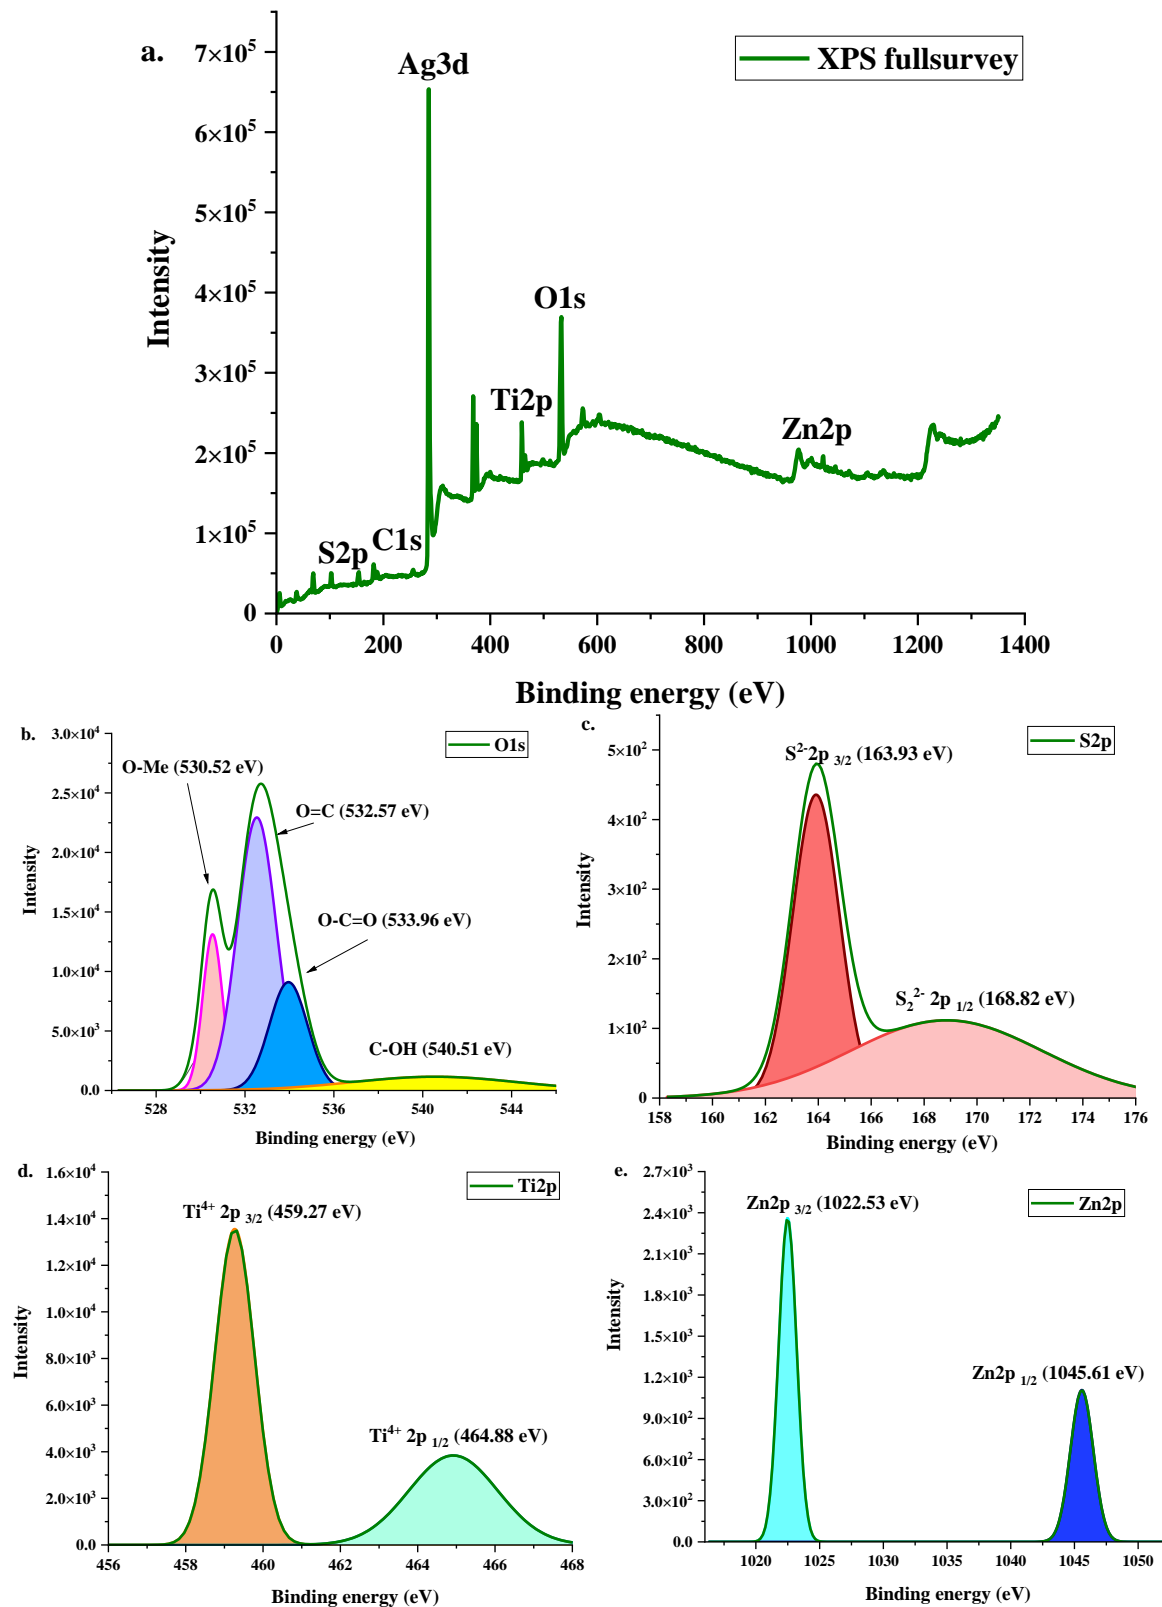 a.
XPS fullsurvey
Ag3d
O1s
Ti2p
Zn2p
S2p
C1s
7×10⁵
6×10⁵
5×10⁵
4×10⁵
3×10⁵
2×10⁵
1×10⁵
0
Intensity
0 200 400 600 800 1000 1200 1400
Binding energy (eV)
b.
O1s
O-Me (530.52 eV)
O=C (532.57 eV)
O-C=O (533.96 eV)
C-OH (540.51 eV)
3.0×10⁴
2.5×10⁴
2.0×10⁴
1.5×10⁴
1.0×10⁴
5.0×10³
0.0
Intensity
528 532 536 540 544
Binding energy (eV)
c.
S2p
S²⁻2p 3/2 (163.93 eV)
S₂²⁻ 2p 1/2 (168.82 eV)
5×10²
4×10²
3×10²
2×10²
1×10²
0
Intensity
158 160 162 164 166 168 170 172 174 176
Binding energy (eV)
d.
Ti2p
Ti⁴⁺ 2p 3/2 (459.27 eV)
Ti⁴⁺ 2p 1/2 (464.88 eV)
1.6×10⁴
1.4×10⁴
1.2×10⁴
1.0×10⁴
8.0×10³
6.0×10³
4.0×10³
2.0×10³
0.0
Intensity
456 458 460 462 464 466 468
Binding energy (eV)
e.
Zn2p
Zn2p 3/2 (1022.53 eV)
Zn2p 1/2 (1045.61 eV)
2.7×10³
2.4×10³
2.1×10³
1.8×10³
1.5×10³
1.2×10³
9.0×10²
6.0×10²
3.0×10²
0.0
Intensity
1020 1025 1030 1035 1040 1045 1050
Binding energy (eV)